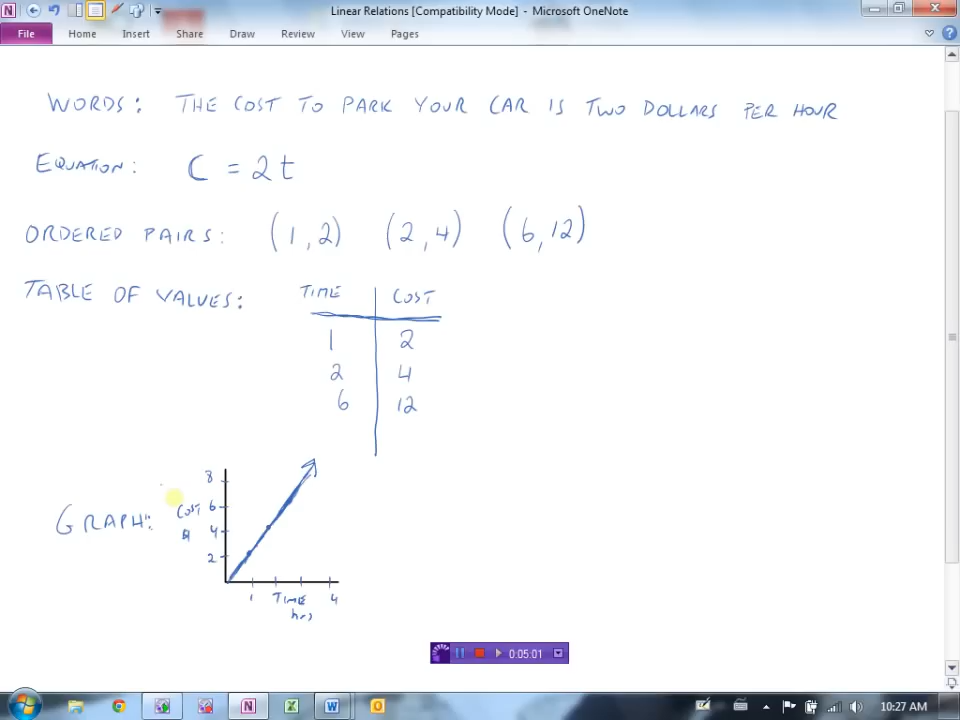 Linear Relations [Compatibility Mode] - Microsoft OneNote
File Home Insert Share Draw Review View Pages
WORDS: THE COST TO PARK YOUR CAR IS TWO DOLLARS PER HOUR
EQUATION: C = 2t
ORDERED PAIRS: (1,2) (2,4) (6,12)
TABLE OF VALUES: TIME COST
1 2
2 4
6 12
GRAPH:
8
COST 6
$ 4
2
1 TIME 4
hrs
0:05:01
10:27 AM